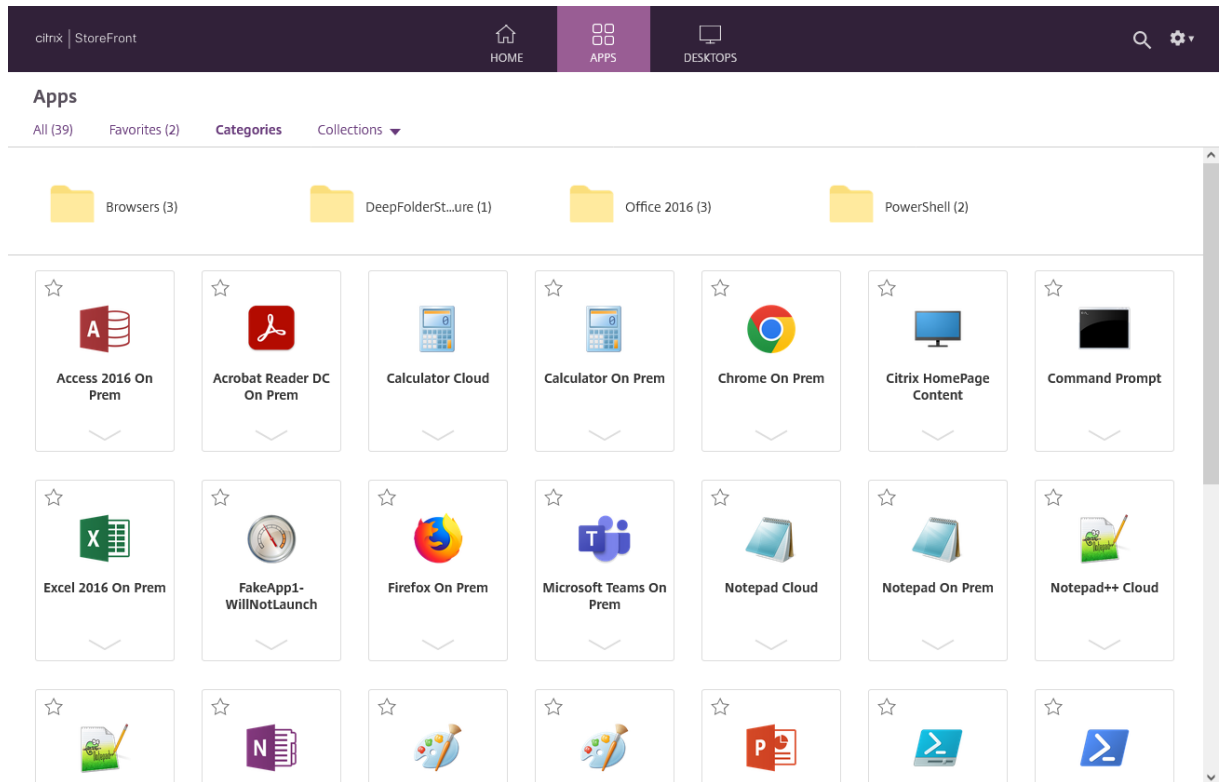 citrix StoreFront
HOME
APPS
DESKTOPS
Apps
All (39) Favorites (2) Categories Collections
Browsers (3) DeepFolderSt...ure (1) Office 2016 (3) PowerShell (2)
Access 2016 On
Prem
Acrobat Reader DC
On Prem
Calculator Cloud
Calculator On Prem
Chrome On Prem
Citrix HomePage
Content
Command Prompt
Excel 2016 On Prem
FakeApp1-
WillNotLaunch
Firefox On Prem
Microsoft Teams On
Prem
Notepad Cloud
Notepad On Prem
Notepad++ Cloud